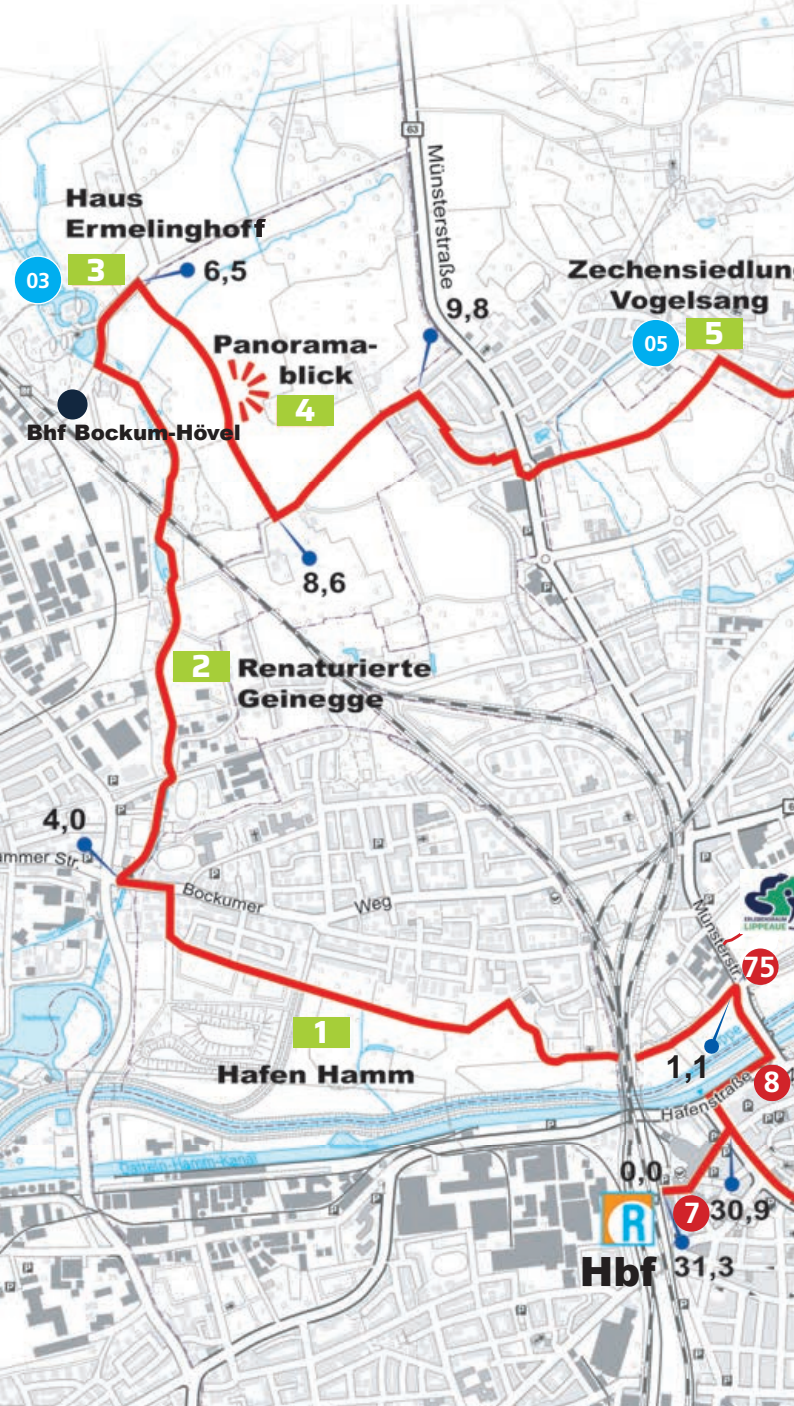 63
Münsterstraße
Haus
Ermelinghoff
03
3
6,5
Zechensiedlung
Vogelsang
05
5
9,8
Panorama-
blick
4
Bhf Bockum-Hövel
8,6
2
Renaturierte
Geinegge
4,0
ammer Str.
Bockumer
Weg
LIPPEAUE
Münsterstr.
75
1
Hafen Hamm
1,1
8
Hafenstraße
Datteln-Hamm-Kanal
0,0
R
7
30,9
Hbf
31,3